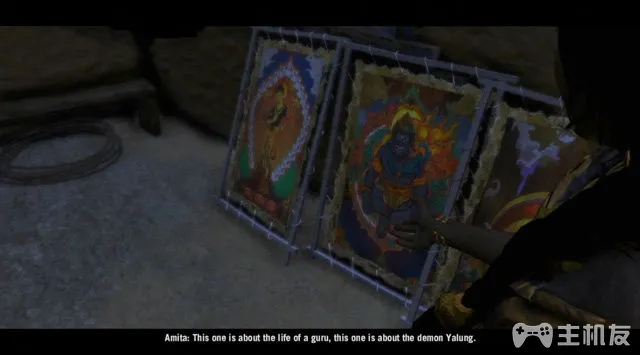 Amita: This one is about the life of a guru, this one is about the demon Yalung.
主机友